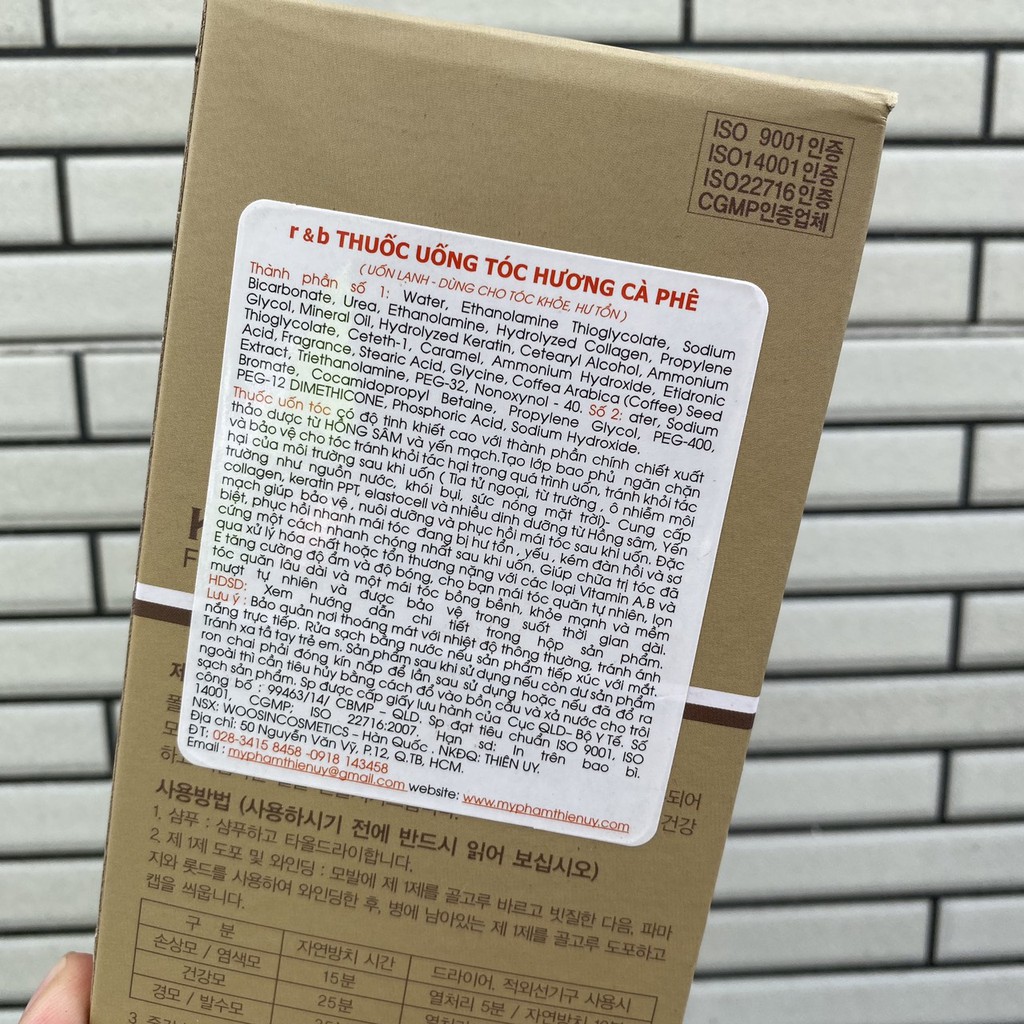 ISO 9001인증
ISO14001인증
ISO22716인증
CGMP인증업체
r & b THUỐC UỐNG TÓC HƯƠNG CÀ PHÊ
( UỐN LẠNH - DÙNG CHO TÓC KHỎE, HƯ TỔN )
Thành phần số 1: Water, Ethanolamine Thioglycolate, Sodium
Bicarbonate, Urea, Ethanolamine, Hydrolyzed Collagen, Propylene
Glycol, Mineral Oil, Hydrolyzed Keratin, Cetearyl Alcohol, Ammonium
Thioglycolate, Ceteth-1, Caramel, Ammonium Hydroxide, Etidronic
Acid, Fragrance, Stearic Acid, Glycine, Coffea Arabica (Coffee) Seed
Extract, Triethanolamine, PEG-32, Nonoxynol - 40. Số 2: ater, Sodium
Bromate, Cocamidopropyl Betalne, Propylene Glycol, PEG-400,
PEG-12 DIMETHICONE, Phosphoric Acid, Sodium Hydroxide.
Thuốc uốn tóc có độ tinh khiết cao với thành phần chính chiết xuất
thảo dược từ HỒNG SÂM và yến mạch.Tạo lớp bao phủ ngăn chặn
và bảo vệ cho tóc tránh khỏi tác hại trong quá trình uốn, tránh khỏi tác
hại của môi trường sau khi uốn ( Tia tử ngoại, từ trường , ô nhiễm môi
trường như nguồn nước, khói bụi, sức nóng mặt trời)- Cung cấp
collagen, keratin PPT, elastocell và nhiều dinh dưỡng từ Hồng sâm, Yến
mạch giúp bảo vệ , nuôi dưỡng và phục hồi mái tóc sau khi uốn. Đặc
biệt, phục hồi nhanh mái tóc đang bị hư tổn , yếu , kém đàn hồi và sơ
cứng một cách nhanh chóng nhất sau khi uốn. Giúp chữa trị tóc đã
qua xử lý hóa chất hoặc tổn thương nặng với các loại Vitamin A,B và
E tăng cường độ ẩm và độ bóng, cho bạn mái tóc quăn tự nhiên, lọn
tóc quăn lâu dài và một mái tóc bồng bềnh, khỏe mạnh và mềm
mượt tự nhiên và được bảo vệ trong suốt thời gian dài.
HDSD: Xem hướng dẫn chi tiết trong hộp sản phẩm.
Lưu ý : Bảo quản nơi thoáng mát với nhiệt độ thông thường, tránh ánh
nắng trực tiếp. Rửa sạch bằng nước nếu sản phẩm tiếp xúc với mắt.
Tránh xa tầ tay trẻ em. Sản phẩm sau khi sử dụng nếu còn dư sản phẩm
ron chai phải đóng kín nắp để lần sau sử dụng hoặc nếu đã đổ ra
ngoài thì cần tiêu hủy bằng cách đổ vào bồn cầu và xả nước cho trôi
sạch sản phẩm. Sp được cấp giấy lưu hành của Cục QLD- Bộ Y Tế. Số
công bố : 99463/14/ CBMP - QLD. Sp đạt tiêu chuẩn ISO 9001, ISO
14001, CGMP; ISO 22716:2007. Hạn sd: In trên bao bì.
NSX: WOOSINCOSMETICS - Hàn Quốc . NKĐQ: THIÊN UY.
Địa chỉ: 50 Nguyễn Văn Vỹ, P.12, Q.TB, HCM.
ĐT: 028-3415 8458 -0918 143458
Email : myphamthienuy@gmail.com website: www.myphamthienuy.com
되어
건강
사용방법 (사용하시기 전에 반드시 읽어 보십시오)
1. 샴푸 : 샴푸하고 타올드라이합니다.
2. 제 1제 도포 및 와인딩 : 모발에 제 1제를 골고루 바르고 빗질한 다음, 파마
지와 롯드를 사용하여 와인딩한 후, 병에 남아있는 제 1제를 골고루 도포하고
캡을 씌웁니다.
구 분 자연방치 시간 드라이어, 적외선기구 사용시
손상모 / 염색모 15분 열처리 5분 / 자연방치
건강모 25분
경모 / 발수모